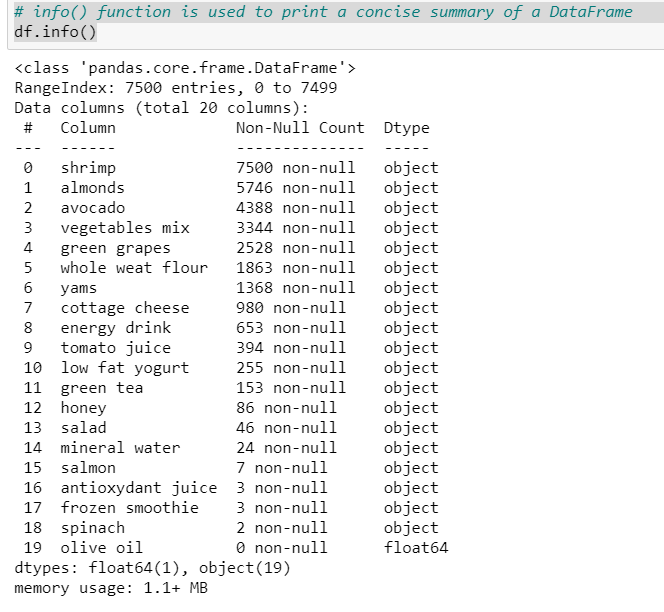 # info() function is used to print a concise summary of a DataFrame
df.info()
<class 'pandas.core.frame.DataFrame'>
RangeIndex: 7500 entries, 0 to 7499
Data columns (total 20 columns):
 #   Column             Non-Null Count  Dtype
---  ------             --------------  -----
 0   shrimp             7500 non-null   object
 1   almonds            5746 non-null   object
 2   avocado            4388 non-null   object
 3   vegetables mix     3344 non-null   object
 4   green grapes       2528 non-null   object
 5   whole weat flour   1863 non-null   object
 6   yams               1368 non-null   object
 7   cottage cheese     980 non-null    object
 8   energy drink       653 non-null    object
 9   tomato juice       394 non-null    object
 10  low fat yogurt     255 non-null    object
 11  green tea          153 non-null    object
 12  honey              86 non-null     object
 13  salad              46 non-null     object
 14  mineral water      24 non-null     object
 15  salmon             7 non-null      object
 16  antioxydant juice  3 non-null      object
 17  frozen smoothie    3 non-null      object
 18  spinach            2 non-null      object
 19  olive oil          0 non-null      float64
dtypes: float64(1), object(19)
memory usage: 1.1+ MB